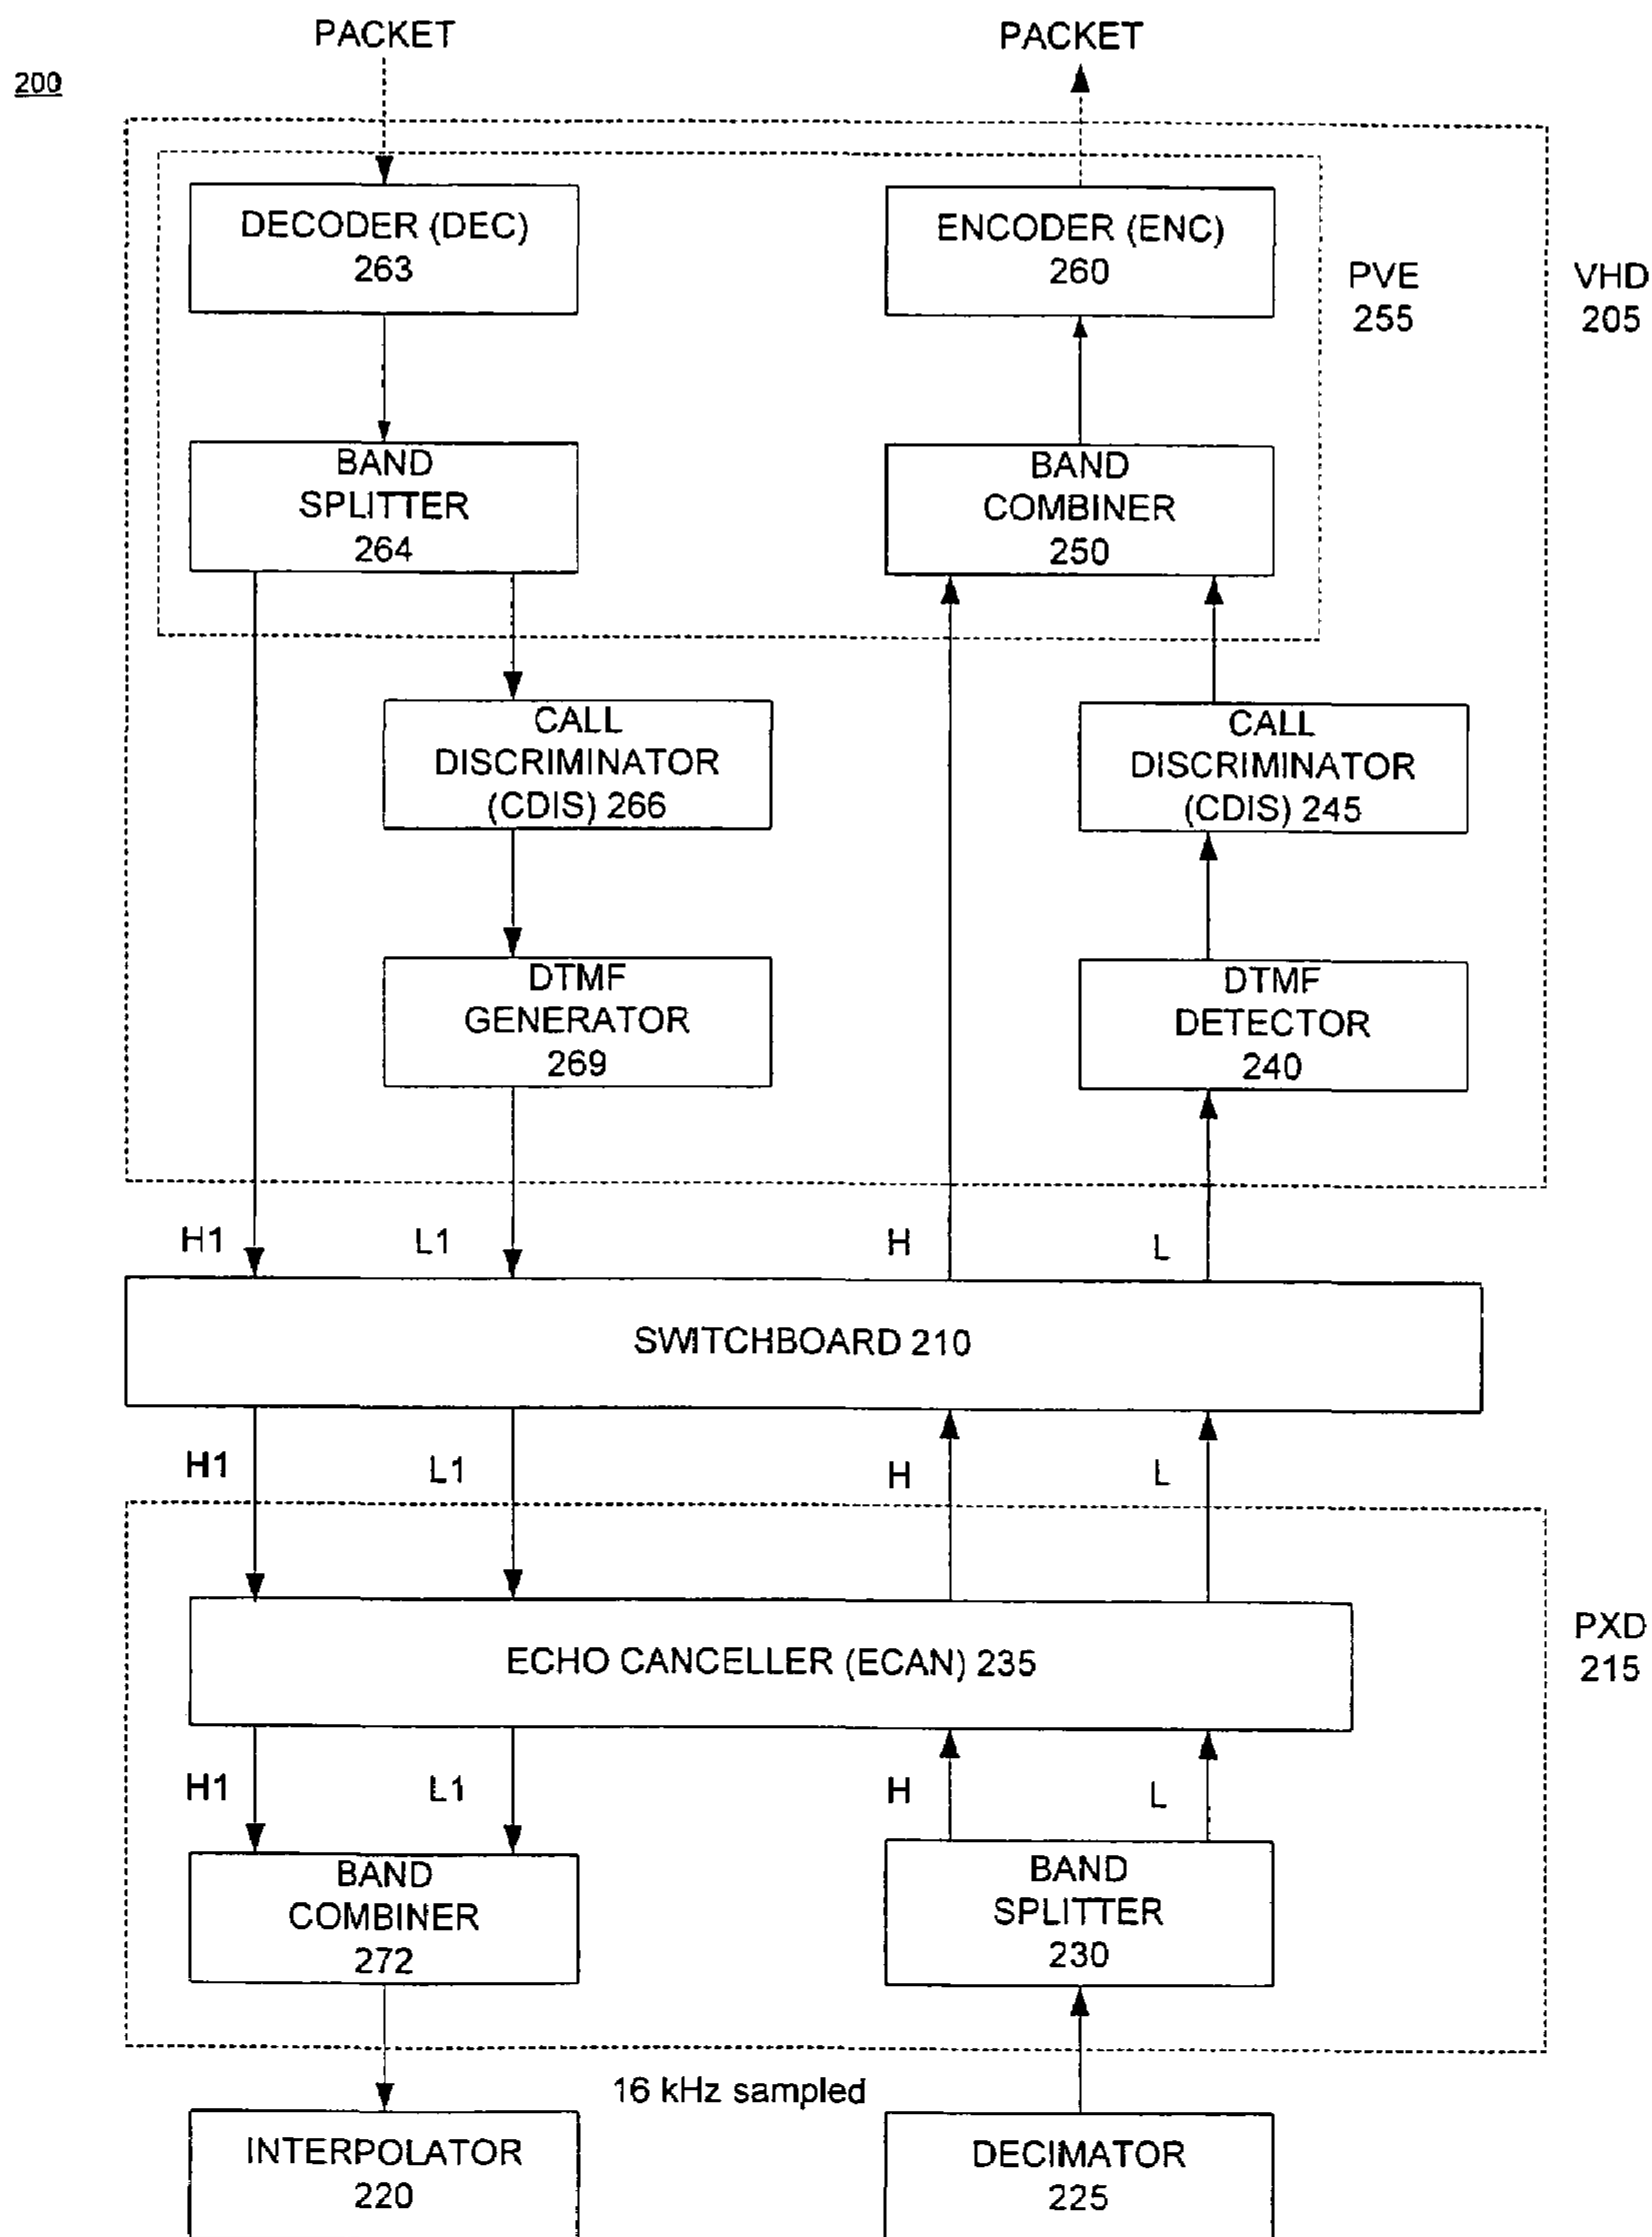 PACKET
PACKET
200
DECODER (DEC)
263
ENCODER (ENC)
260
PVE
255
VHD
205
BAND
SPLITTER
264
BAND
COMBINER
250
CALL
DISCRIMINATOR
(CDIS) 266
CALL
DISCRIMINATOR
(CDIS) 245
DTMF
GENERATOR
269
DTMF
DETECTOR
240
H1
L1
H
L
SWITCHBOARD 210
H1
L1
H
L
ECHO CANCELLER (ECAN) 235
PXD
215
H1
L1
H
L
BAND
COMBINER
272
BAND
SPLITTER
230
16 kHz sampled
INTERPOLATOR
220
DECIMATOR
225